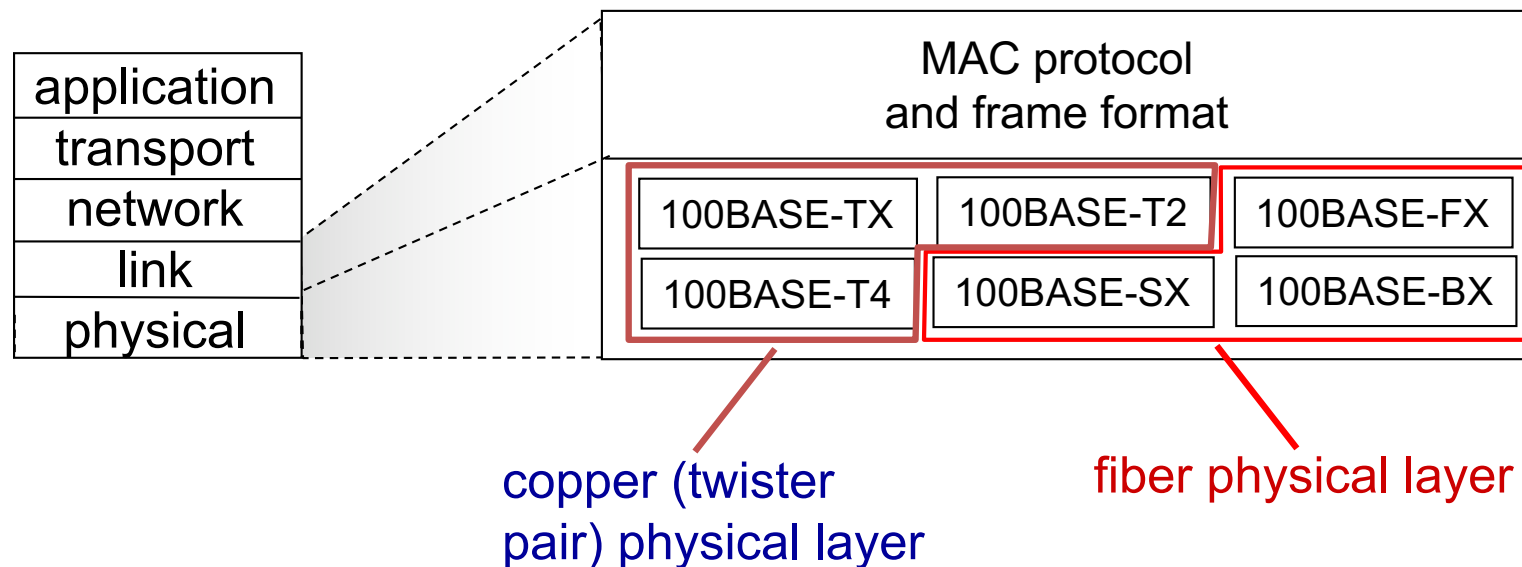 application
transport
network
link
physical
MAC protocol
and frame format
100BASE-TX
100BASE-T2
100BASE-FX
100BASE-T4
100BASE-SX
100BASE-BX
copper (twister
pair) physical layer
fiber physical layer